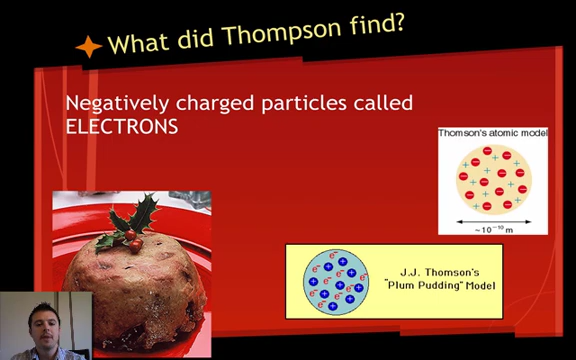 What did Thompson find?
Negatively charged particles called
ELECTRONS
Thomson's atomic model
~10⁻¹⁰ m
J.J. Thomson's
"Plum Pudding" Model